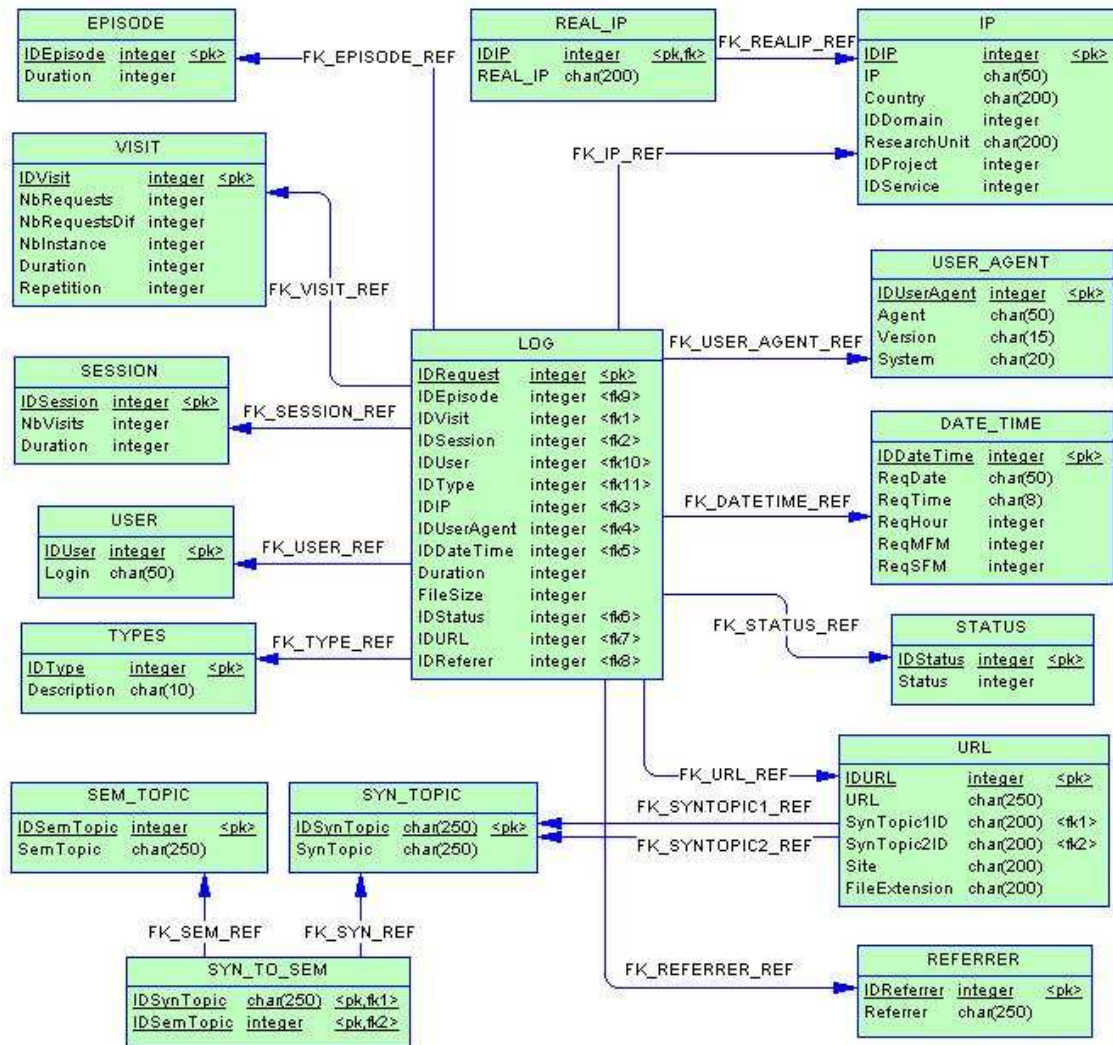 EPISODE
IDEpisode integer <pk>
Duration integer
FK_EPISODE_REF
REAL_IP
IDIP integer <pk,fk>
REAL_IP char(200)
FK_REALIP_REF
IP
IDIP integer <pk>
IP char(50)
Country char(200)
IDDomain integer
ResearchUnit char(200)
IDProject integer
IDService integer
FK_IP_REF
VISIT
IDVisit integer <pk>
NbRequests integer
NbRequestsDif integer
NbInstance integer
Duration integer
Repetition integer
FK_VISIT_REF
USER_AGENT
IDUserAgent integer <pk>
Agent char(50)
Version char(15)
System char(20)
FK_USER_AGENT_REF
LOG
IDRequest integer <pk>
IDEpisode integer <fk9>
IDVisit integer <fk1>
IDSession integer <fk2>
IDUser integer <fk10>
IDType integer <fk11>
IDIP integer <fk3>
IDUserAgent integer <fk4>
IDDateTime integer <fk5>
Duration integer
FileSize integer
IDStatus integer <fk6>
IDURL integer <fk7>
IDReferer integer <fk8>
SESSION
IDSession integer <pk>
NbVisits integer
Duration integer
FK_SESSION_REF
DATE_TIME
IDDateTime integer <pk>
ReqDate char(50)
ReqTime char(8)
ReqHour integer
ReqMFM integer
ReqSFM integer
FK_DATETIME_REF
USER
IDUser integer <pk>
Login char(50)
FK_USER_REF
TYPES
IDType integer <pk>
Description char(10)
FK_TYPE_REF
FK_STATUS_REF
STATUS
IDStatus integer <pk>
Status integer
FK_URL_REF
URL
IDURL integer <pk>
URL char(250)
SynTopic1ID char(200) <fk1>
SynTopic2ID char(200) <fk2>
Site char(200)
FileExtension char(200)
FK_SYNTOPIC1_REF
FK_SYNTOPIC2_REF
SEM_TOPIC
IDSemTopic integer <pk>
SemTopic char(250)
SYN_TOPIC
IDSynTopic char(250) <pk>
SynTopic char(250)
FK_SEM_REF
FK_SYN_REF
SYN_TO_SEM
IDSynTopic char(250) <pk,fk1>
IDSemTopic integer <pk,fk2>
FK_REFERRER_REF
REFERRER
IDReferrer integer <pk>
Referrer char(250)